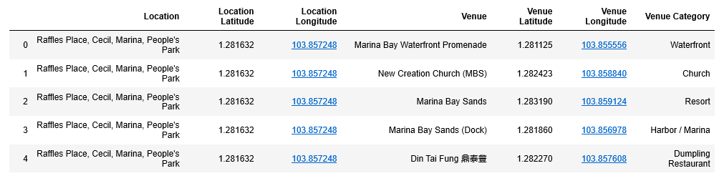 Location Location Latitude Location Longitude Venue Venue Latitude Venue Longitude Venue Category
0 Raffles Place, Cecil, Marina, People's Park 1.281632 103.857248 Marina Bay Waterfront Promenade 1.281125 103.855556 Waterfront
1 Raffles Place, Cecil, Marina, People's Park 1.281632 103.857248 New Creation Church (MBS) 1.282423 103.858840 Church
2 Raffles Place, Cecil, Marina, People's Park 1.281632 103.857248 Marina Bay Sands 1.283190 103.859124 Resort
3 Raffles Place, Cecil, Marina, People's Park 1.281632 103.857248 Marina Bay Sands (Dock) 1.281860 103.856978 Harbor / Marina
4 Raffles Place, Cecil, Marina, People's Park 1.281632 103.857248 Din Tai Fung 鼎泰豐 1.282270 103.857608 Dumpling Restaurant